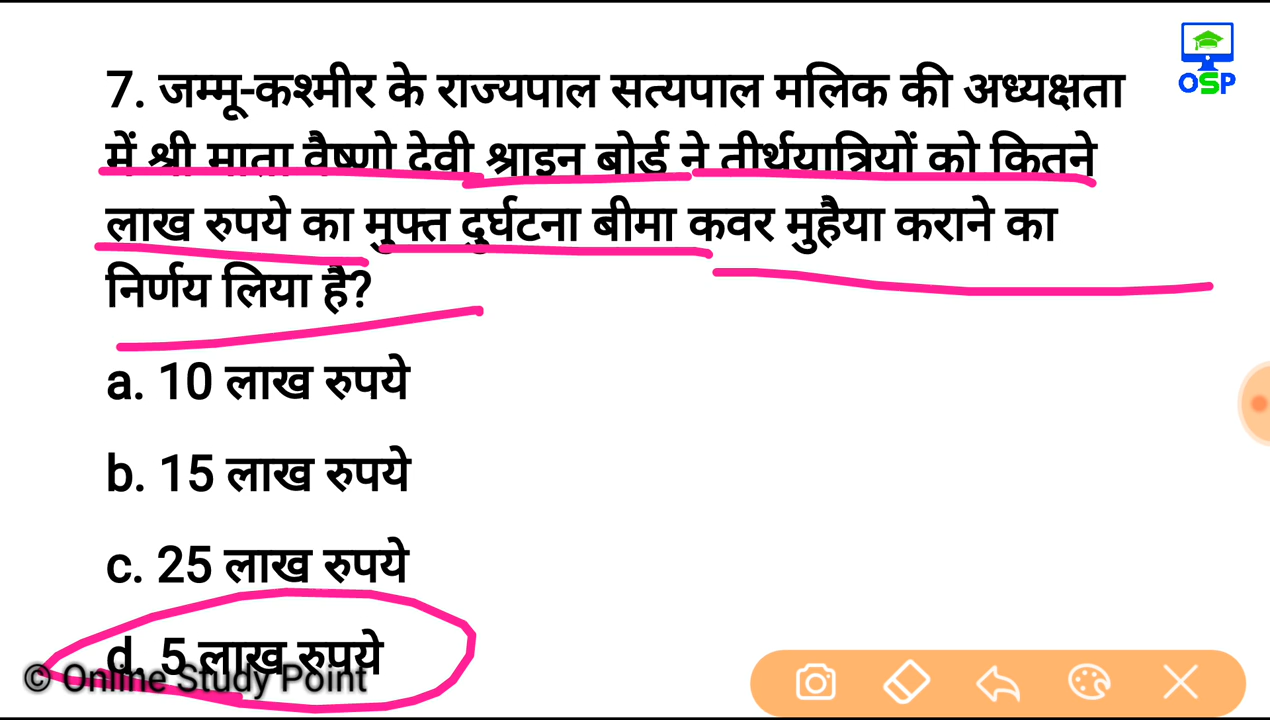 OSP
7. जम्मू-कश्मीर के राज्यपाल सत्यपाल मलिक की अध्यक्षता
में श्री माता वैष्णो देवी श्राइन बोर्ड ने तीर्थयात्रियों को कितने
लाख रुपये का मुफ्त दुर्घटना बीमा कवर मुहैया कराने का
निर्णय लिया है?
a. 10 लाख रुपये
b. 15 लाख रुपये
c. 25 लाख रुपये
d. 5 लाख रुपये
© Online Study Point